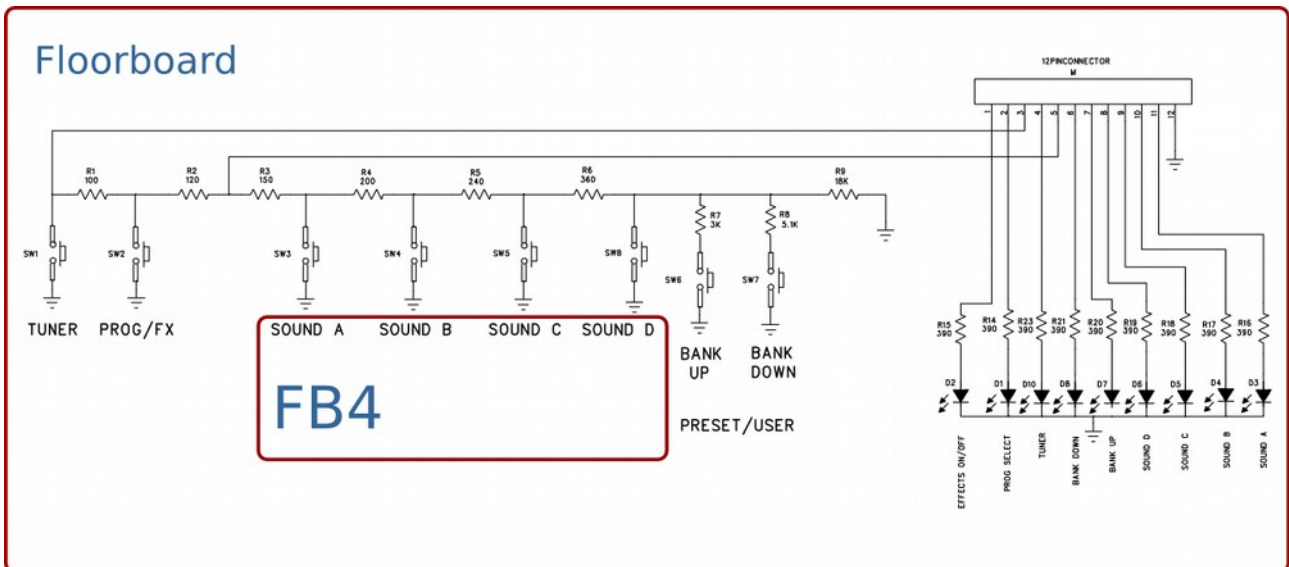 Floorboard
12PINCONNECTOR
M
1 2 3 4 5 6 7 8 9 10 11 12
R1
100
R2
120
R3
150
R4
200
R5
240
R6
360
R9
18K
R7
3K
R8
5.1K
SW1
SW2
SW3
SW4
SW5
SW8
SW6
SW7
TUNER
PROG/FX
SOUND A
SOUND B
SOUND C
SOUND D
BANK
UP
BANK
DOWN
FB4
PRESET/USER
R15
390
R14
390
R23
390
R21
390
R20
390
R19
390
R18
390
R17
390
R16
390
D2
D1
D10
D8
D7
D6
D5
D4
D3
EFFECTS ON/OFF
PROG SELECT
TUNER
BANK DOWN
BANK UP
SOUND D
SOUND C
SOUND B
SOUND A